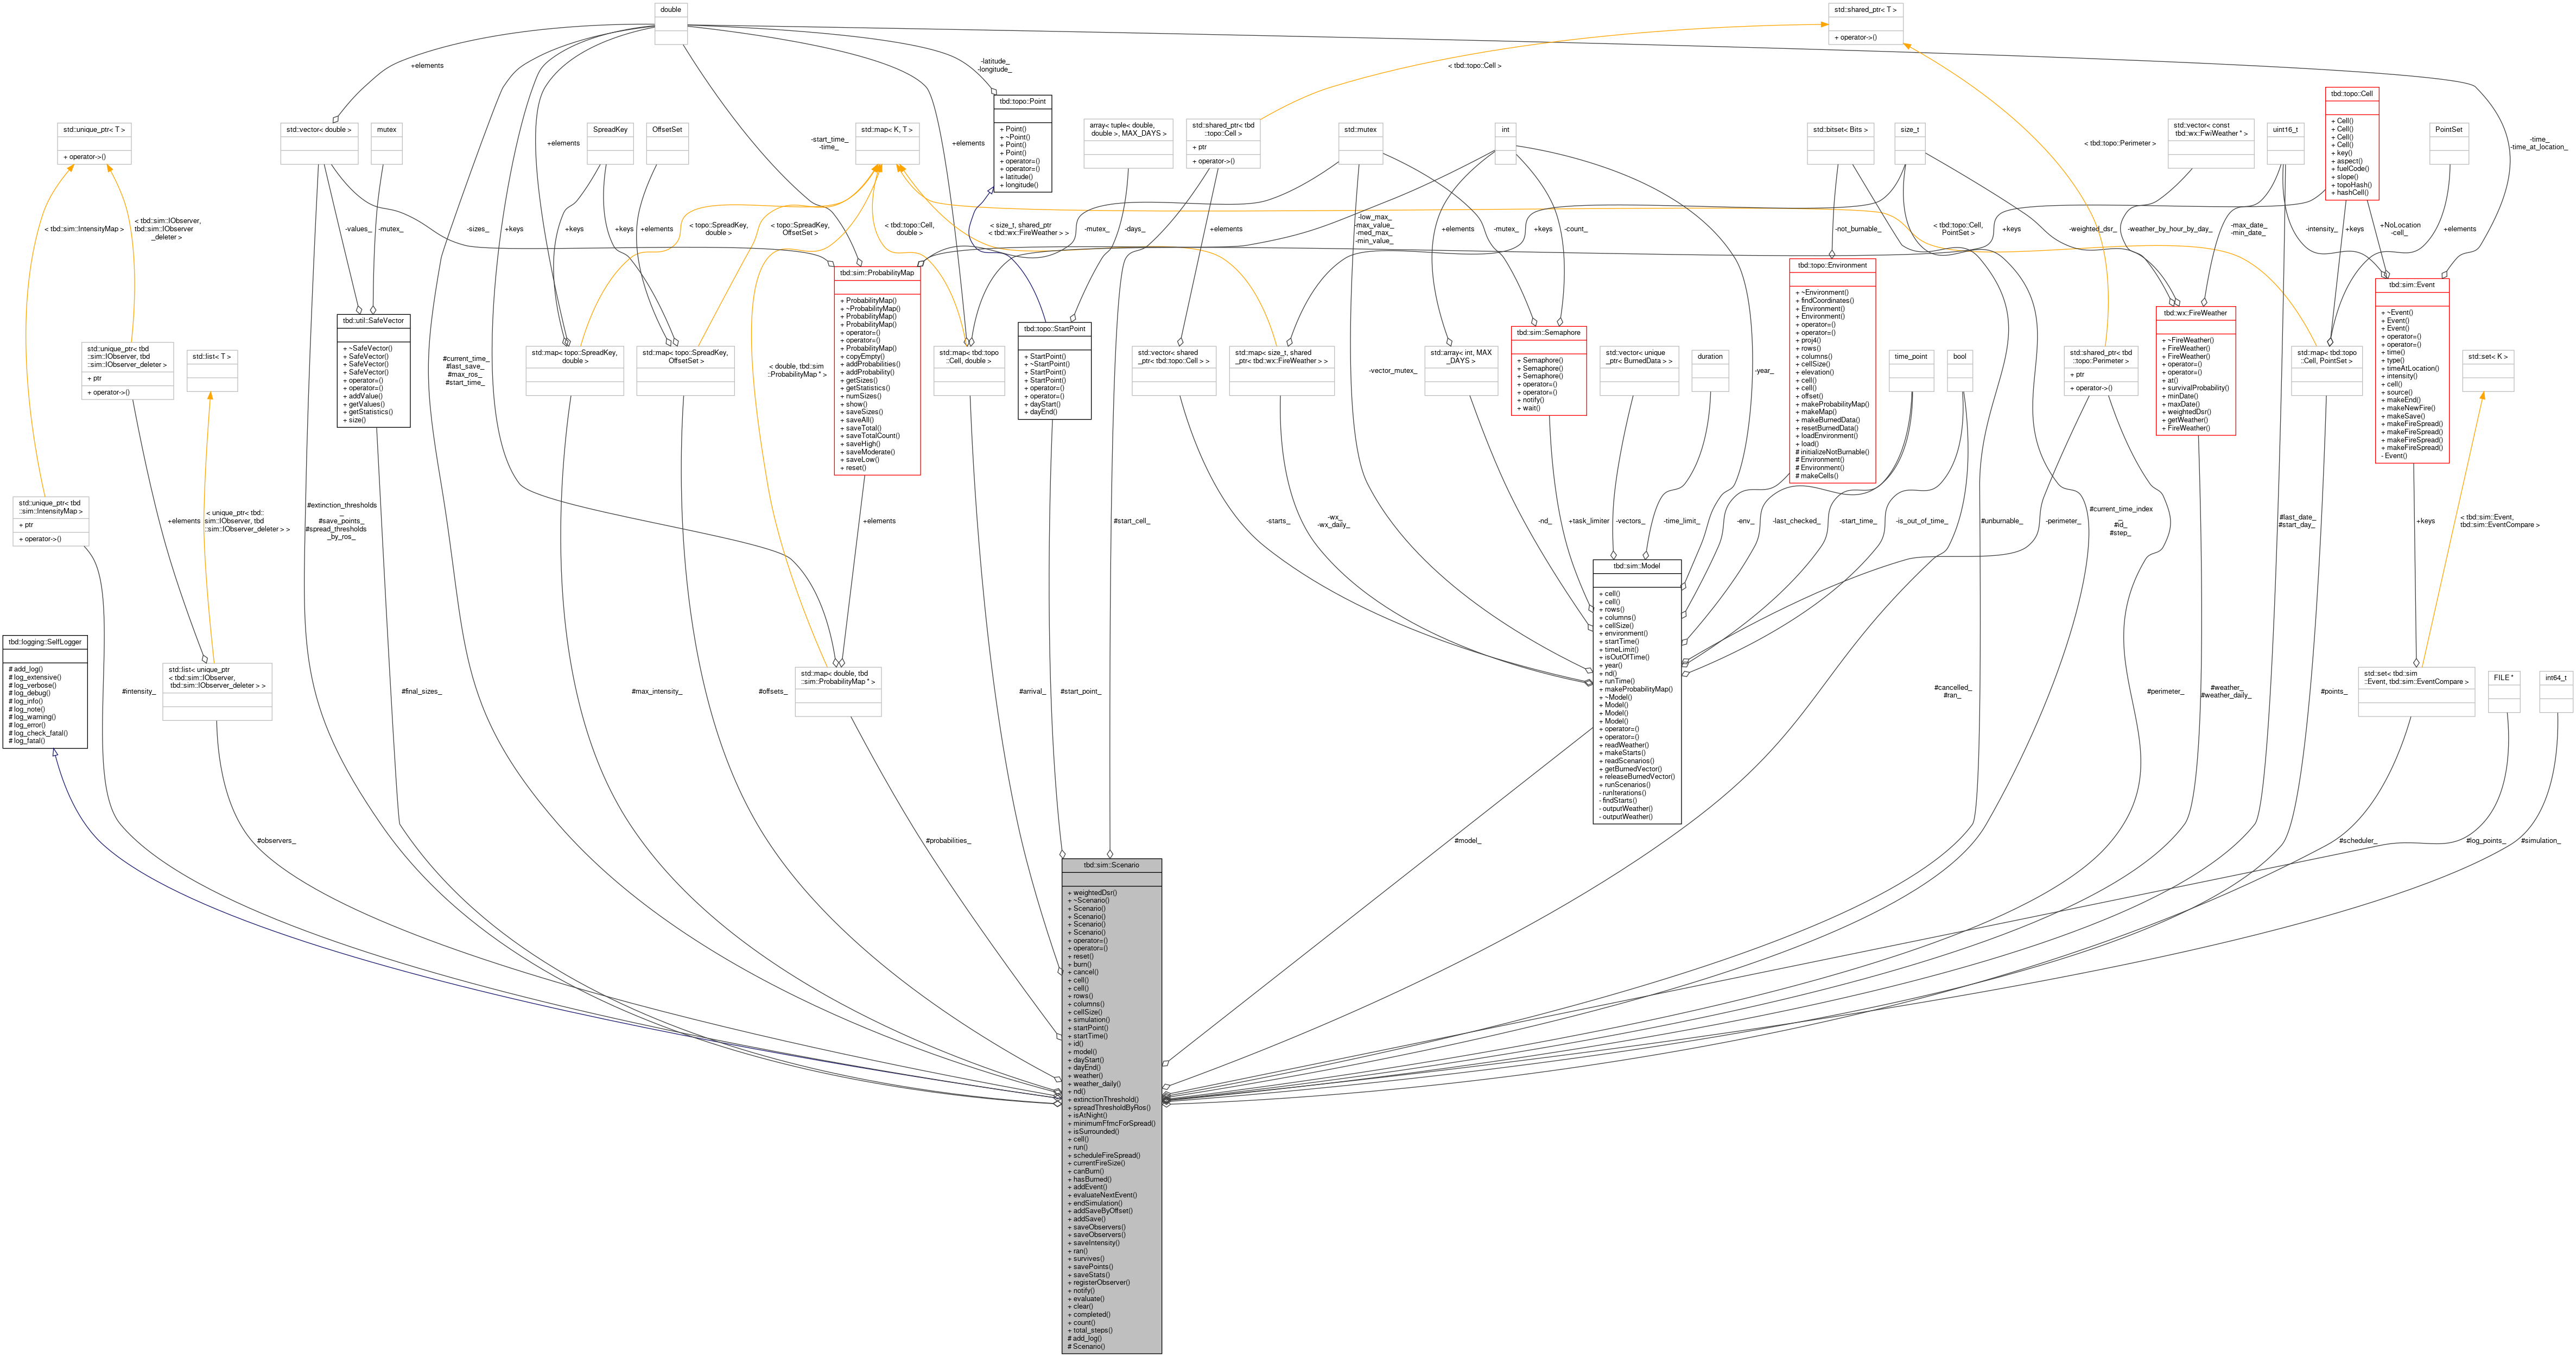 double
std::shared_ptr< T >
+ operator->()
+elements
-latitude_
-longitude_
< tbd::topo::Cell >
tbd::topo::Cell
+ Cell()
+ Cell()
+ Cell()
+ Cell()
+ key()
+ aspect()
+ fuelCode()
+ slope()
+ topoHash()
+ hashCell()
tbd::topo::Point
+ Point()
+ ~Point()
+ Point()
+ Point()
+ operator=()
+ operator=()
+ latitude()
+ longitude()
std::unique_ptr< T >
+ operator->()
std::vector< double >
mutex
SpreadKey
OffsetSet
std::map< K, T >
array< tuple< double,
double >, MAX_DAYS >
std::shared_ptr< tbd
::topo::Cell >
+ ptr
+ operator->()
std::mutex
int
std::bitset< Bits >
size_t
std::vector< const
tbd::wx::FwiWeather * >
uint16_t
PointSet
+elements
-start_time_
-time_
+elements
< tbd::topo::Perimeter >
-time_
-time_at_location_
< tbd::sim::IntensityMap >
< tbd::sim::IObserver,
tbd::sim::IObserver
_deleter >
-values_
-mutex_
-sizes_
+keys
+keys
+keys
+elements
< topo::SpreadKey,
double >
< topo::SpreadKey,
OffsetSet >
< tbd::topo::Cell,
double >
< size_t, shared_ptr
< tbd::wx::FireWeather > >
-mutex_
-days_
+elements
-low_max_
-max_value_
-med_max_
-min_value_
+elements
-mutex_
+keys
-count_
-not_burnable_
< tbd::topo::Cell,
PointSet >
+keys
-weighted_dsr_
-weather_by_hour_by_day_
-max_date_
-min_date_
-intensity_
+keys
+NoLocation
-cell_
+elements
tbd::sim::ProbabilityMap
+ ProbabilityMap()
+ ~ProbabilityMap()
+ ProbabilityMap()
+ ProbabilityMap()
+ operator=()
+ operator=()
+ ProbabilityMap()
+ copyEmpty()
+ addProbabilities()
+ addProbability()
+ getSizes()
+ getStatistics()
+ numSizes()
+ show()
+ saveSizes()
+ saveAll()
+ saveTotal()
+ saveTotalCount()
+ saveHigh()
+ saveModerate()
+ saveLow()
+ reset()
tbd::topo::Environment
+ ~Environment()
+ findCoordinates()
+ Environment()
+ Environment()
+ operator=()
+ operator=()
+ proj4()
+ rows()
+ columns()
+ cellSize()
+ elevation()
+ cell()
+ cell()
+ offset()
+ makeProbabilityMap()
+ makeMap()
+ makeBurnedData()
+ resetBurnedData()
+ loadEnvironment()
+ load()
# initializeNotBurnable()
# Environment()
# Environment()
# makeCells()
tbd::sim::Event
+ ~Event()
+ Event()
+ Event()
+ operator=()
+ operator=()
+ time()
+ type()
+ timeAtLocation()
+ intensity()
+ cell()
+ source()
+ makeEnd()
+ makeNewFire()
+ makeSave()
+ makeFireSpread()
+ makeFireSpread()
+ makeFireSpread()
+ makeFireSpread()
- Event()
tbd::util::SafeVector
+ ~SafeVector()
+ SafeVector()
+ SafeVector()
+ SafeVector()
+ operator=()
+ operator=()
+ addValue()
+ getValues()
+ getStatistics()
+ size()
tbd::wx::FireWeather
+ ~FireWeather()
+ FireWeather()
+ FireWeather()
+ FireWeather()
+ operator=()
+ operator=()
+ at()
+ survivalProbability()
+ minDate()
+ maxDate()
+ weightedDsr()
+ getWeather()
+ FireWeather()
tbd::topo::StartPoint
+ StartPoint()
+ ~StartPoint()
+ StartPoint()
+ StartPoint()
+ operator=()
+ operator=()
+ dayStart()
+ dayEnd()
tbd::sim::Semaphore
+ Semaphore()
+ Semaphore()
+ Semaphore()
+ operator=()
+ operator=()
+ notify()
+ wait()
std::unique_ptr< tbd
::sim::IObserver, tbd
::sim::IObserver_deleter >
+ ptr
+ operator->()
std::list< T >
std::map< topo::SpreadKey,
double >
std::map< topo::SpreadKey,
OffsetSet >
std::map< tbd::topo
::Cell, double >
std::vector< shared
_ptr< tbd::topo::Cell > >
std::map< size_t, shared
_ptr< tbd::wx::FireWeather > >
std::array< int, MAX
_DAYS >
std::vector< unique
_ptr< BurnedData > >
duration
time_point
bool
std::shared_ptr< tbd
::topo::Perimeter >
+ ptr
+ operator->()
std::map< tbd::topo
::Cell, PointSet >
std::set< K >
#current_time_
#last_save_
#max_ros_
#start_time_
< double, tbd::sim
::ProbabilityMap * >
-vector_mutex_
-year_
std::unique_ptr< tbd
::sim::IntensityMap >
+ ptr
+ operator->()
+elements
< unique_ptr< tbd::
sim::IObserver, tbd
::sim::IObserver_deleter > >
#extinction_thresholds
_
#save_points_
#spread_thresholds
_by_ros_
+elements
#start_cell_
-starts_
-wx_
-wx_daily_
-nd_
+task_limiter
-vectors_
-time_limit_
-env_
-last_checked_
-start_time_
-is_out_of_time_
#unburnable_
-perimeter_
#current_time_index
_
#id_
#step_
#last_date_
#start_day_
+keys
< tbd::sim::Event,
tbd::sim::EventCompare >
tbd::sim::Model
+ cell()
+ cell()
+ rows()
+ columns()
+ cellSize()
+ environment()
+ startTime()
+ timeLimit()
+ isOutOfTime()
+ year()
+ nd()
+ runTime()
+ makeProbabilityMap()
+ ~Model()
+ Model()
+ Model()
+ Model()
+ operator=()
+ operator=()
+ readWeather()
+ makeStarts()
+ readScenarios()
+ getBurnedVector()
+ releaseBurnedVector()
+ runScenarios()
- runIterations()
- findStarts()
- outputWeather()
- outputWeather()
tbd::logging::SelfLogger
# add_log()
# log_extensive()
# log_verbose()
# log_debug()
# log_info()
# log_note()
# log_warning()
# log_error()
# log_check_fatal()
# log_fatal()
std::list< unique_ptr
< tbd::sim::IObserver,
tbd::sim::IObserver_deleter > >
std::map< double, tbd
::sim::ProbabilityMap * >
std::set< tbd::sim
::Event, tbd::sim::EventCompare >
FILE *
int64_t
#intensity_
#final_sizes_
#max_intensity_
#offsets_
#arrival_
#start_point_
#cancelled_
#ran_
#perimeter_
#weather_
#weather_daily_
#points_
#observers_
#probabilities_
#model_
#scheduler_
#log_points_
#simulation_
tbd::sim::Scenario
+ weightedDsr()
+ ~Scenario()
+ Scenario()
+ Scenario()
+ Scenario()
+ Scenario()
+ operator=()
+ operator=()
+ reset()
+ burn()
+ cancel()
+ cell()
+ cell()
+ rows()
+ columns()
+ cellSize()
+ simulation()
+ startPoint()
+ startTime()
+ id()
+ model()
+ dayStart()
+ dayEnd()
+ weather()
+ weather_daily()
+ nd()
+ extinctionThreshold()
+ spreadThresholdByRos()
+ isAtNight()
+ minimumFfmcForSpread()
+ isSurrounded()
+ cell()
+ run()
+ scheduleFireSpread()
+ currentFireSize()
+ canBurn()
+ hasBurned()
+ addEvent()
+ evaluateNextEvent()
+ endSimulation()
+ addSaveByOffset()
+ addSave()
+ saveObservers()
+ saveObservers()
+ saveIntensity()
+ ran()
+ survives()
+ savePoints()
+ saveStats()
+ registerObserver()
+ notify()
+ evaluate()
+ clear()
+ completed()
+ count()
+ total_steps()
# add_log()
# Scenario()